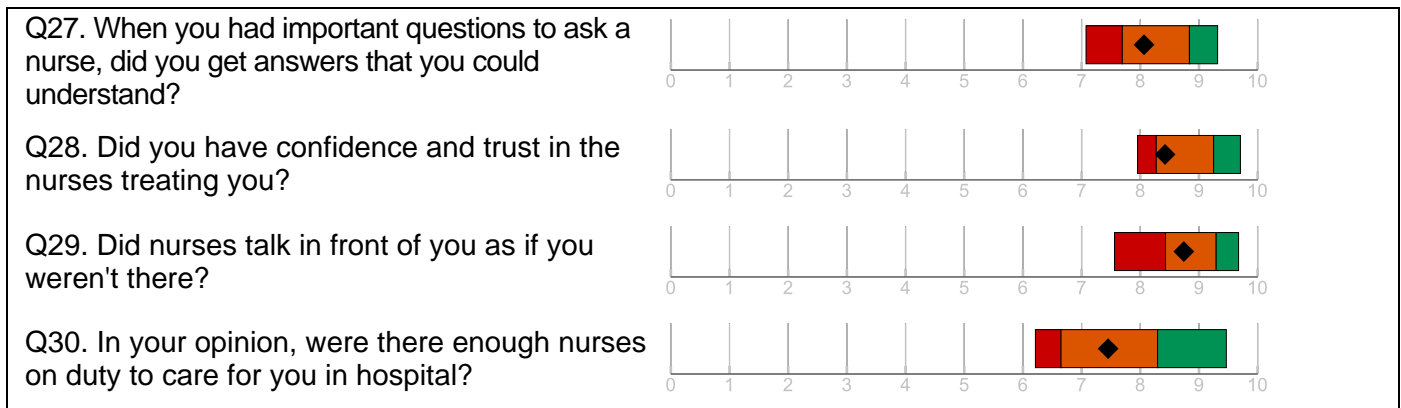 Q27. When you had important questions to ask a
nurse, did you get answers that you could
understand?
0 1 2 3 4 5 6 7 8 9 10
Q28. Did you have confidence and trust in the
nurses treating you?
0 1 2 3 4 5 6 7 8 9 10
Q29. Did nurses talk in front of you as if you
weren't there?
0 1 2 3 4 5 6 7 8 9 10
Q30. In your opinion, were there enough nurses
on duty to care for you in hospital?
0 1 2 3 4 5 6 7 8 9 10